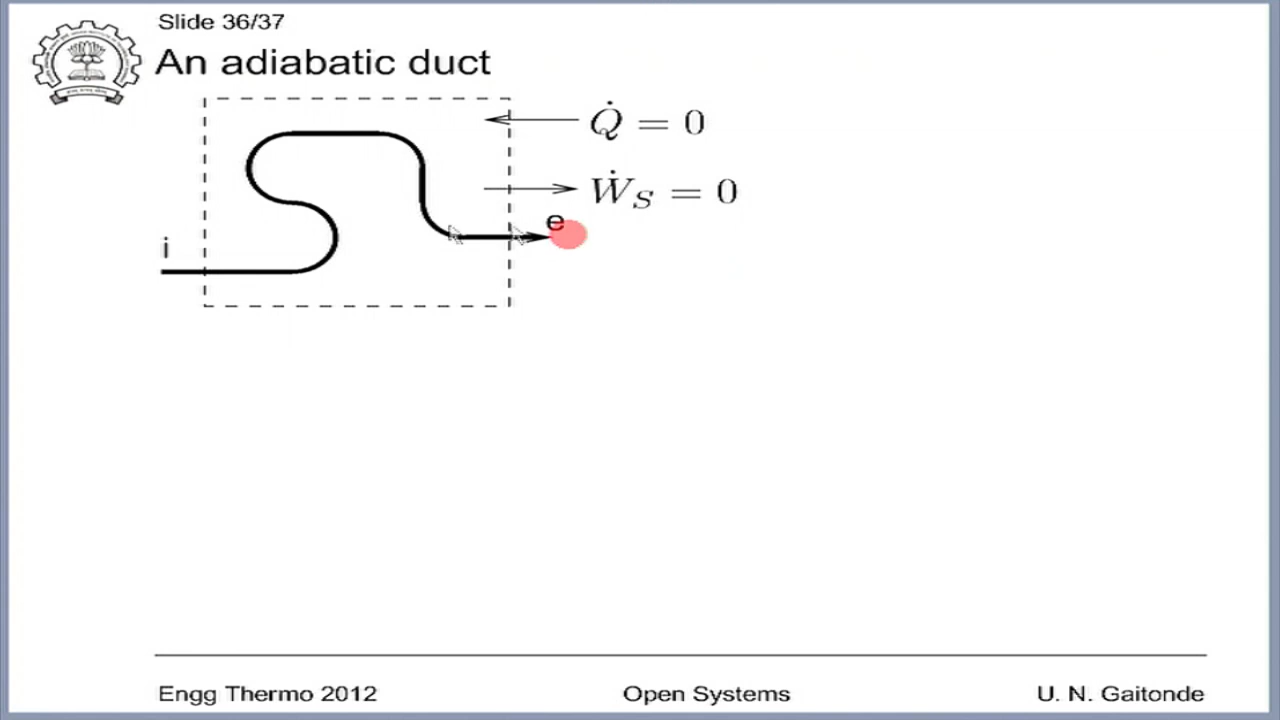 Slide 36/37
An adiabatic duct
Q̇ = 0
Ẇ_S = 0
e
i
Engg Thermo 2012
Open Systems
U. N. Gaitonde